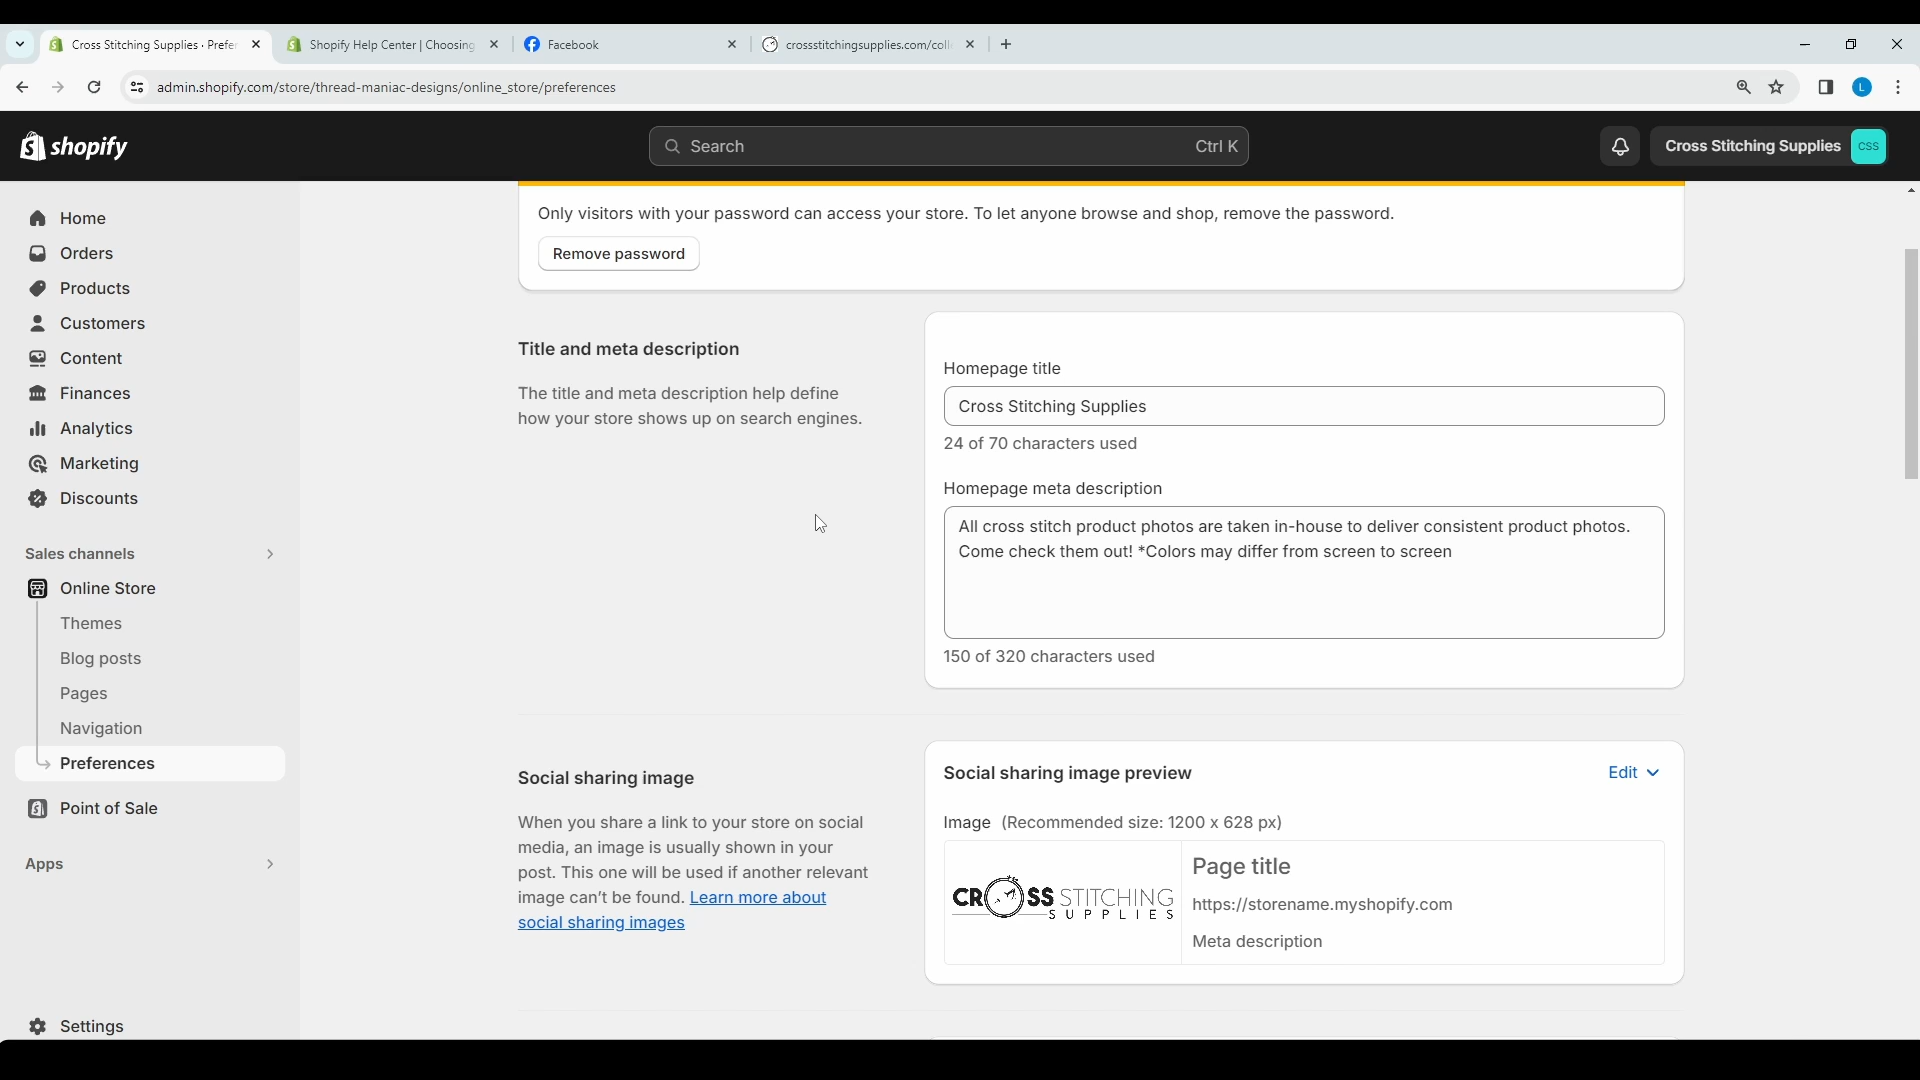 Cross Stitching Supplies · Prefe
Shopify Help Center | Choosing
Facebook
crossstitchingsupplies.com/coll
admin.shopify.com/store/thread-maniac-designs/online_store/preferences
L
shopify
Search
Ctrl K
Cross Stitching Supplies
CSS
Home
Orders
Products
Customers
Content
Finances
Analytics
Marketing
Discounts
Sales channels
Online Store
Themes
Blog posts
Pages
Navigation
Preferences
Point of Sale
Apps
Settings
Only visitors with your password can access your store. To let anyone browse and shop, remove the password.
Remove password
Title and meta description
The title and meta description help define
how your store shows up on search engines.
Homepage title
Cross Stitching Supplies
24 of 70 characters used
Homepage meta description
All cross stitch product photos are taken in-house to deliver consistent product photos.
Come check them out! *Colors may differ from screen to screen
150 of 320 characters used
Social sharing image
When you share a link to your store on social
media, an image is usually shown in your
post. This one will be used if another relevant
image can't be found. Learn more about
social sharing images
Social sharing image preview
Edit
Image (Recommended size: 1200 x 628 px)
CROSS STITCHING
SUPPLIES
Page title
https://storename.myshopify.com
Meta description